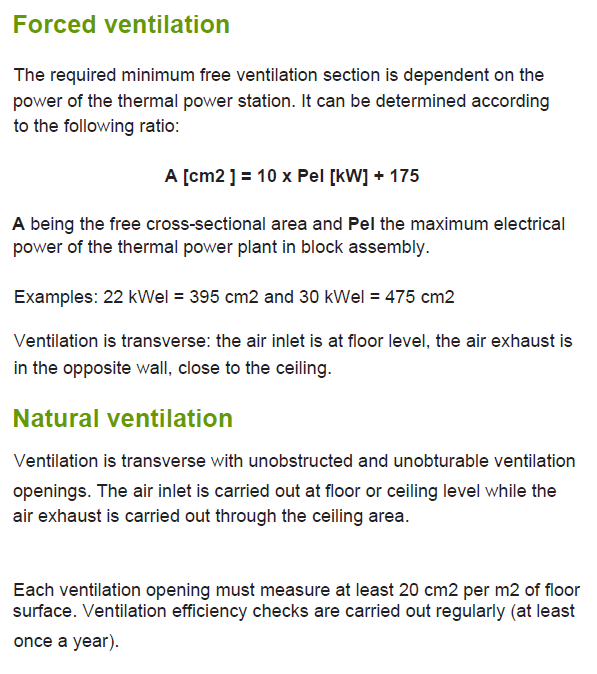 Forced ventilation
The required minimum free ventilation section is dependent on the
power of the thermal power station. It can be determined according
to the following ratio:
A [cm2 ] = 10 x Pel [kW] + 175
A being the free cross-sectional area and Pel the maximum electrical
power of the thermal power plant in block assembly.
Examples: 22 kWel = 395 cm2 and 30 kWel = 475 cm2
Ventilation is transverse: the air inlet is at floor level, the air exhaust is
in the opposite wall, close to the ceiling.
Natural ventilation
Ventilation is transverse with unobstructed and unobturable ventilation
openings. The air inlet is carried out at floor or ceiling level while the
air exhaust is carried out through the ceiling area.
Each ventilation opening must measure at least 20 cm2 per m2 of floor
surface. Ventilation efficiency checks are carried out regularly (at least
once a year).